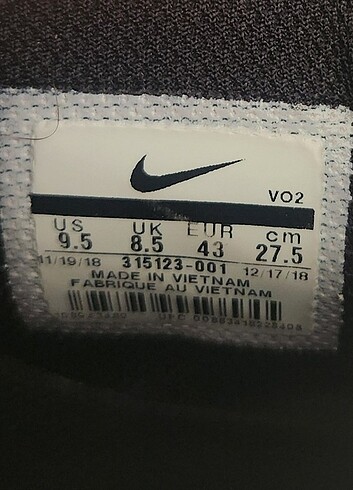 VO2
US UK EUR cm
9.5 8.5 43 27.5
11/19/18 315123-001 12/17/18
MADE IN VIETNAM
FABRIQUE AU VIETNAM
UPC